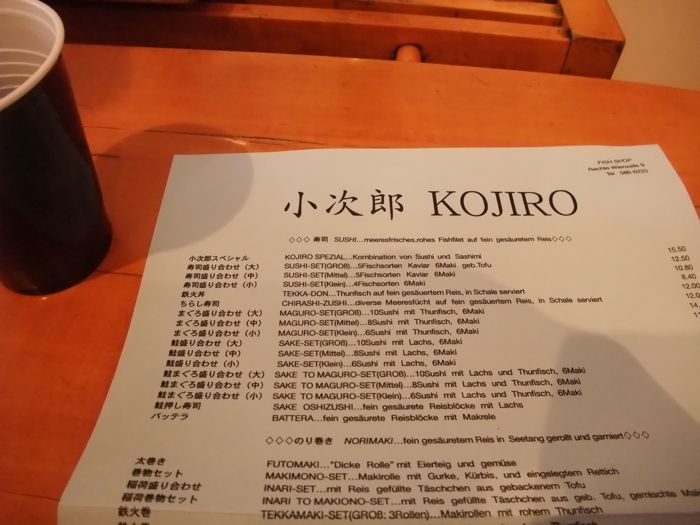 FISH SHOP
Rechte Wienzeile 9
Tel 586-6233
小次郎 KOJIRO
◇◇◇ 寿司 SUSHI...meeresfrisches,rohes Fishfilet auf fein gesäuretem Reis◇◇◇
小次郎スペシャル KOJIRO SPEZIAL...Kombination von Sushi und Sashimi 15.50
寿司盛り合わせ（大） SUSHI-SET(GROß)...5Fischsorten Kaviar 6Maki geb.Tofu 12.50
寿司盛り合わせ（中） SUSHI-SET(Mittel)...5Fischsorten Kaviar 6Maki 10.80
寿司盛り合わせ（小） SUSHI-SET(Klein)...4Fischsorten 6Maki 8.40
鉄火丼 TEKKA-DON...Thunfisch auf fein gesäuertem Reis, in Schale serviert 12.00
ちらし寿司 CHIRASHI-ZUSHI...diverse Meeresfücht auf fein gesäuertem Reis, in Schale serviert 12.0
まぐろ盛り合わせ（大） MAGURO-SET(GROß)...10Sushi mit Thunfisch, 6Maki 14.
まぐろ盛り合わせ（中） MAGURO-SET(Mittel)...8Sushi mit Thunfisch, 6Maki
まぐろ盛り合わせ（小） MAGURO-SET(Klein)...6Sushi mit Thunfisch, 6Maki
鮭盛り合わせ（大） SAKE-SET(GROß)...10Sushi mit Lachs, 6Maki
鮭盛り合わせ（中） SAKE-SET(Mittel)...8Sushi mit Lachs, 6Maki
鮭盛り合わせ（小） SAKE-SET(Klein)...6Sushi mit Lachs, 6Maki
鮭まぐろ盛り合わせ（大） SAKE TO MAGURO-SET(GROß)...10Sushi mit Lachs und Thunfisch, 6Maki
鮭まぐろ盛り合わせ（中） SAKE TO MAGURO-SET(Mittel)...8Sushi mit Lachs und Thunfisch, 6Maki
鮭まぐろ盛り合わせ（小） SAKE TO MAGURO-SET(Klein)...6Sushi mit Lachs und Thunfisch, 6Maki
鮭押し寿司 SAKE OSHIZUSHI...fein gesäurete Reisblöcke mit Lachs
バッテラ BATTERA...fein gesäurete Reisblöcke mit Makrele
◇◇◇のり巻き NORIMAKI...fein gesäuretem Reis in Seetang gerollt und garniert◇◇◇
太巻き FUTOMAKI..."Dicke Rolle" mit Eierteig und gemüse
巻物セット MAKIMONO-SET...Makirolle mit Gurke, Kürbis, und eingelegtem Rettich
稲荷盛り合わせ INARI-SET...mit Reis gefüllte Täschchen aus gebackenem Tofu
稲荷巻物セット INARI TO MAKIONO-SET...mit Reis gefüllte Täschchen aus geb. Tofu, gemischte Mak
鉄火巻 TEKKAMAKI-SET(GROß: 3Rollen)...Makirollen mit rohem Thunfisch